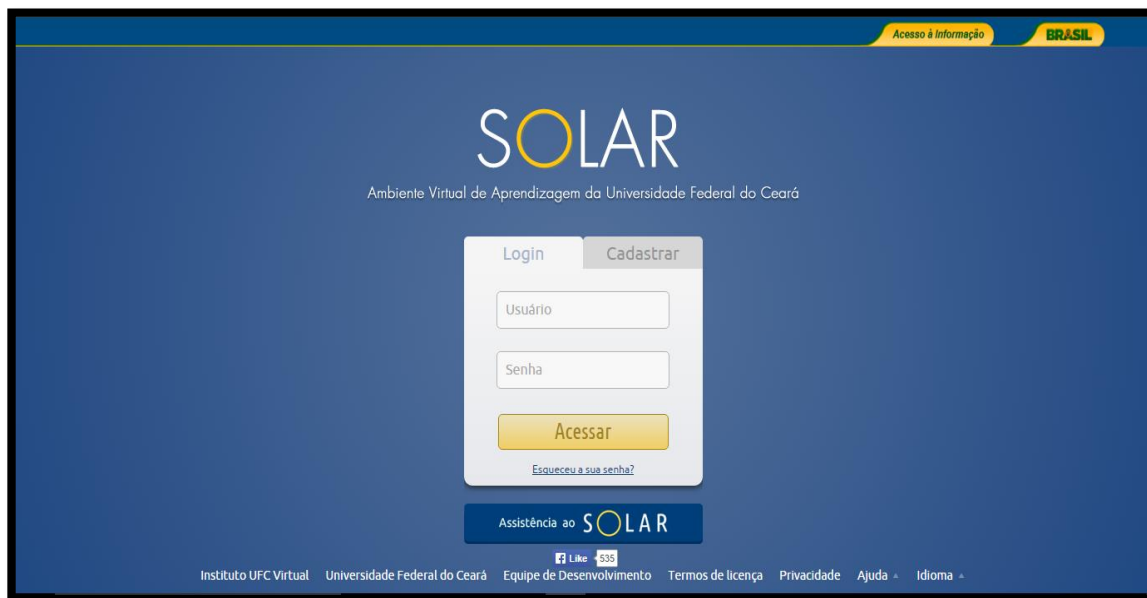 Acesso à Informação BRASIL
SOLAR
Ambiente Virtual de Aprendizagem da Universidade Federal do Ceará
Login Cadastrar
Usuário
Senha
Acessar
Esqueceu a sua senha?
Assistência ao SOLAR
Like 535
Instituto UFC Virtual Universidade Federal do Ceará Equipe de Desenvolvimento Termos de licença Privacidade Ajuda Idioma